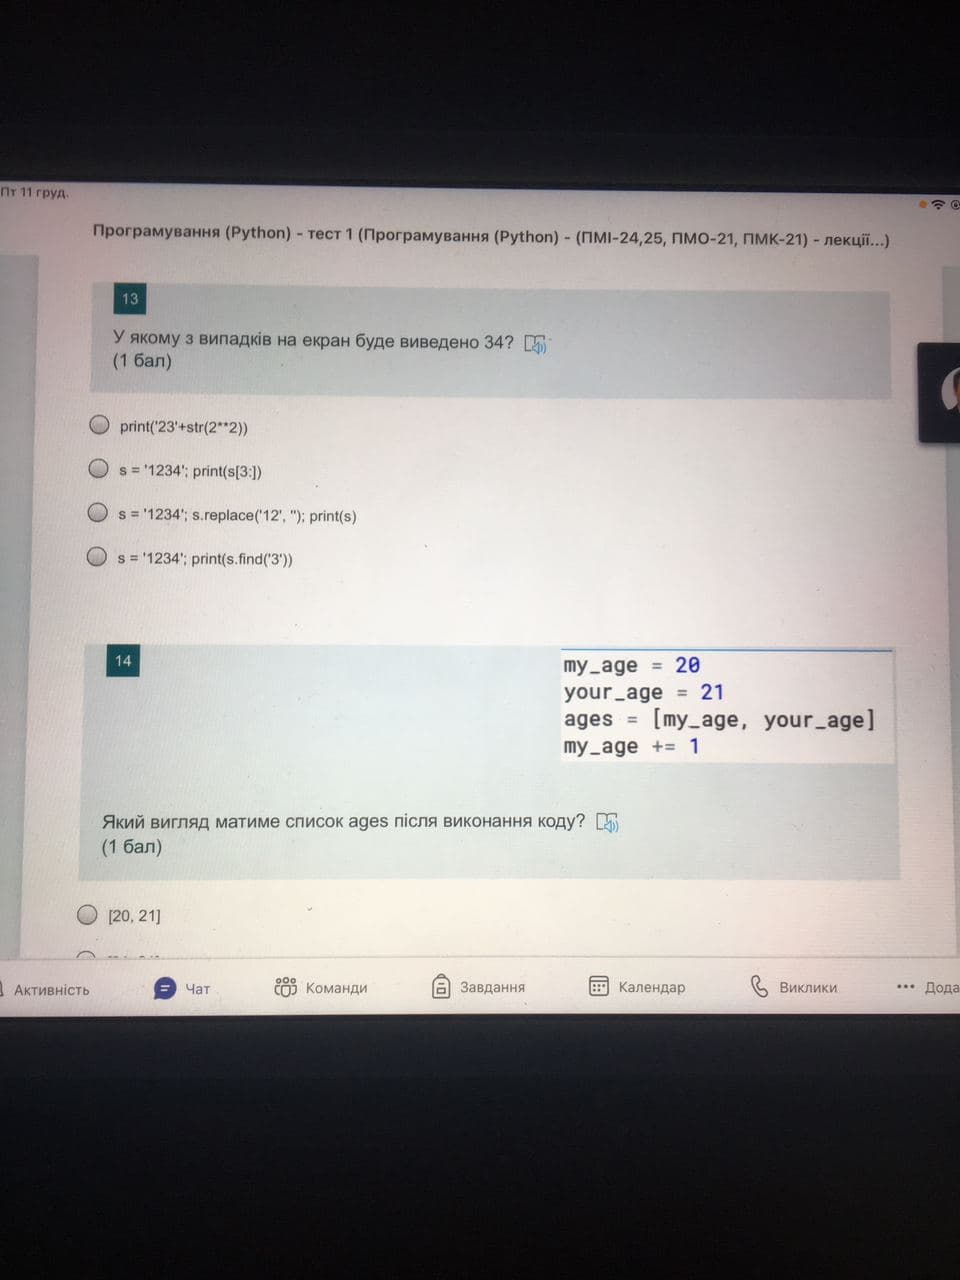 Пт 11 груд.
Програмування (Python) - тест 1 (Програмування (Python) - (ПМІ-24,25, ПМО-21, ПМК-21) - лекції...)
13
У якому з випадків на екран буде виведено 34?
(1 бал)
print('23'+str(2**2))
s = '1234'; print(s[3:])
s = '1234'; s.replace('12', ''); print(s)
s = '1234'; print(s.find('3'))
14
my_age = 20
your_age = 21
ages = [my_age, your_age]
my_age += 1
Який вигляд матиме список ages після виконання коду?
(1 бал)
[20, 21]
Активність
Чат
Команди
Завдання
Календар
Виклики
••• Дода